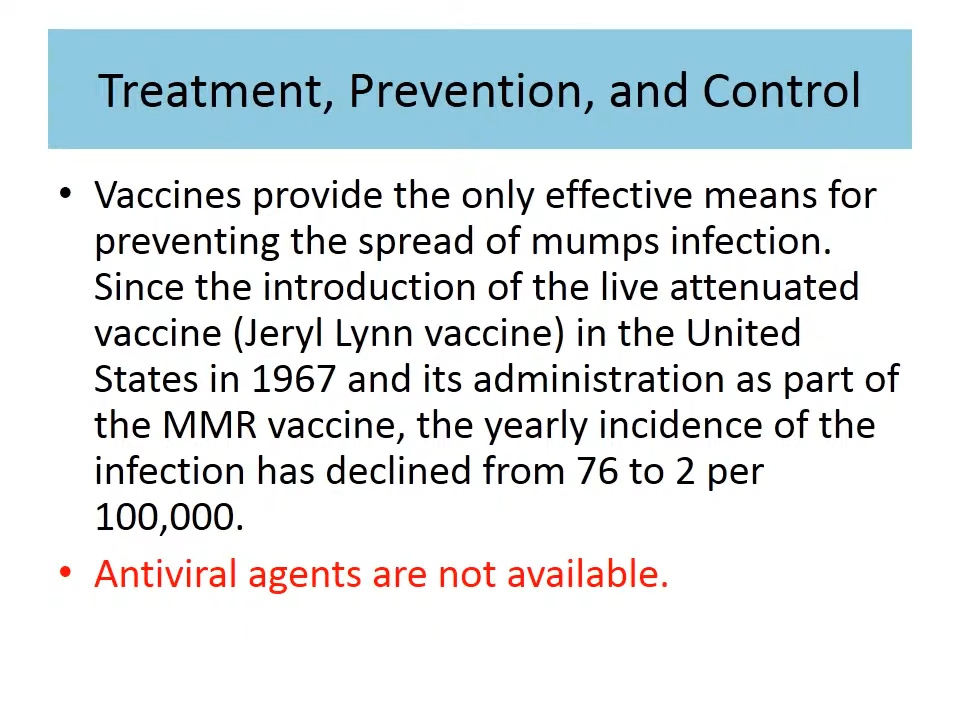 Treatment, Prevention, and Control
• Vaccines provide the only effective means for
preventing the spread of mumps infection.
Since the introduction of the live attenuated
vaccine (Jeryl Lynn vaccine) in the United
States in 1967 and its administration as part of
the MMR vaccine, the yearly incidence of the
infection has declined from 76 to 2 per
100,000.
• Antiviral agents are not available.